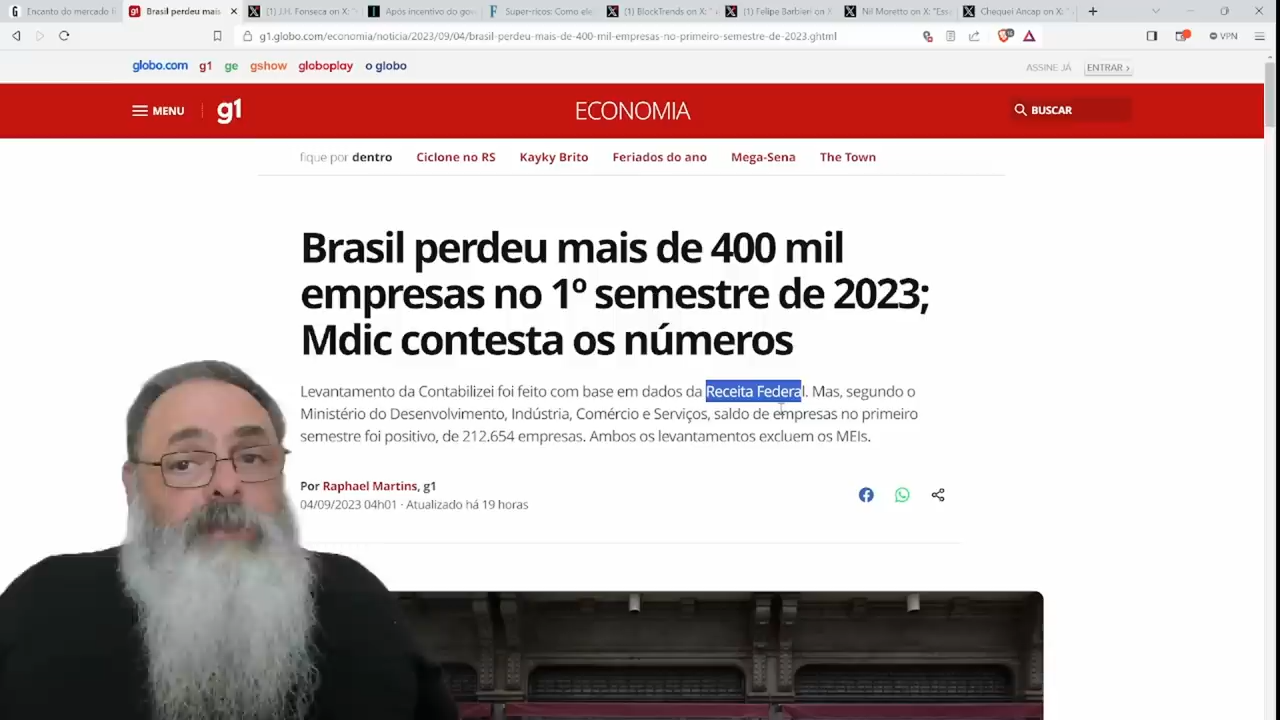 Encanto do mercado
Brasil perdeu mais
(1) J.H. Fonseca on X: "
Após incentivo do gov
Super-ricos: Como ele
(1) BlockTrends on X: "
(1) Felipe Barbieri on X
Nil Moretto on X: "Ess
Chequei Ancap on X: "
g1.globo.com/economia/noticia/2023/09/04/brasil-perdeu-mais-de-400-mil-empresas-no-primeiro-semestre-de-2023.ghtml
VPN
globo.com g1 ge gshow globoplay o globo
ASSINE JÁ ENTRAR ›
MENU g1 ECONOMIA BUSCAR
fique por dentro Ciclone no RS Kayky Brito Feriados do ano Mega-Sena The Town
Brasil perdeu mais de 400 mil
empresas no 1º semestre de 2023;
Mdic contesta os números
Levantamento da Contabilizei foi feito com base em dados da Receita Federal. Mas, segundo o
Ministério do Desenvolvimento, Indústria, Comércio e Serviços, saldo de empresas no primeiro
semestre foi positivo, de 212.654 empresas. Ambos os levantamentos excluem os MEIs.
Por Raphael Martins, g1
04/09/2023 04h01 · Atualizado há 19 horas